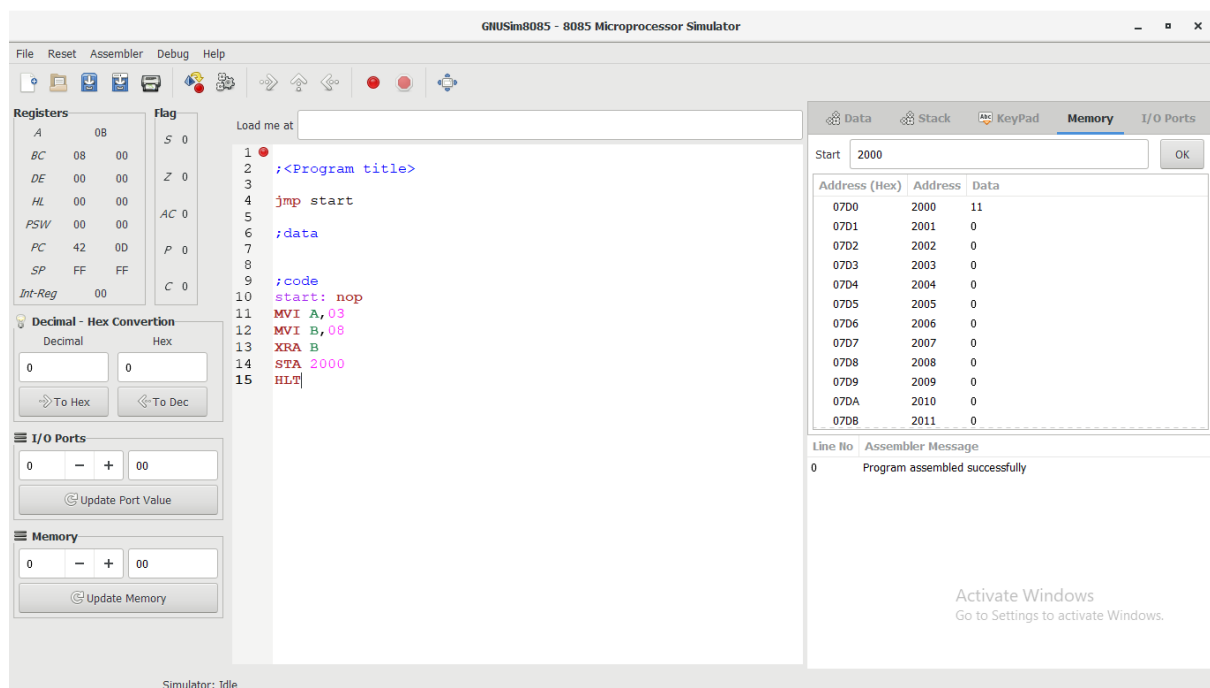 GNUSim8085 - 8085 Microprocessor Simulator
File Reset Assembler Debug Help
Registers
A 0B
BC 08 00
DE 00 00
HL 00 00
PSW 00 00
PC 42 0D
SP FF FF
Int-Reg 00
Flag
S 0
Z 0
AC 0
P 0
C 0
Decimal - Hex Convertion
Decimal Hex
0 0
To Hex To Dec
I/O Ports
0 − + 00
Update Port Value
Memory
0 − + 00
Update Memory
Load me at
1
2 ;<Program title>
3
4 jmp start
5
6 ;data
7
8
9 ;code
10 start: nop
11 MVI A,03
12 MVI B,08
13 XRA B
14 STA 2000
15 HLT
Data Stack Abc KeyPad Memory I/O Ports
Start 2000 OK
Address (Hex) Address Data
07D0 2000 11
07D1 2001 0
07D2 2002 0
07D3 2003 0
07D4 2004 0
07D5 2005 0
07D6 2006 0
07D7 2007 0
07D8 2008 0
07D9 2009 0
07DA 2010 0
07DB 2011 0
Line No Assembler Message
0 Program assembled successfully
Activate Windows
Go to Settings to activate Windows.
Simulator: Idle